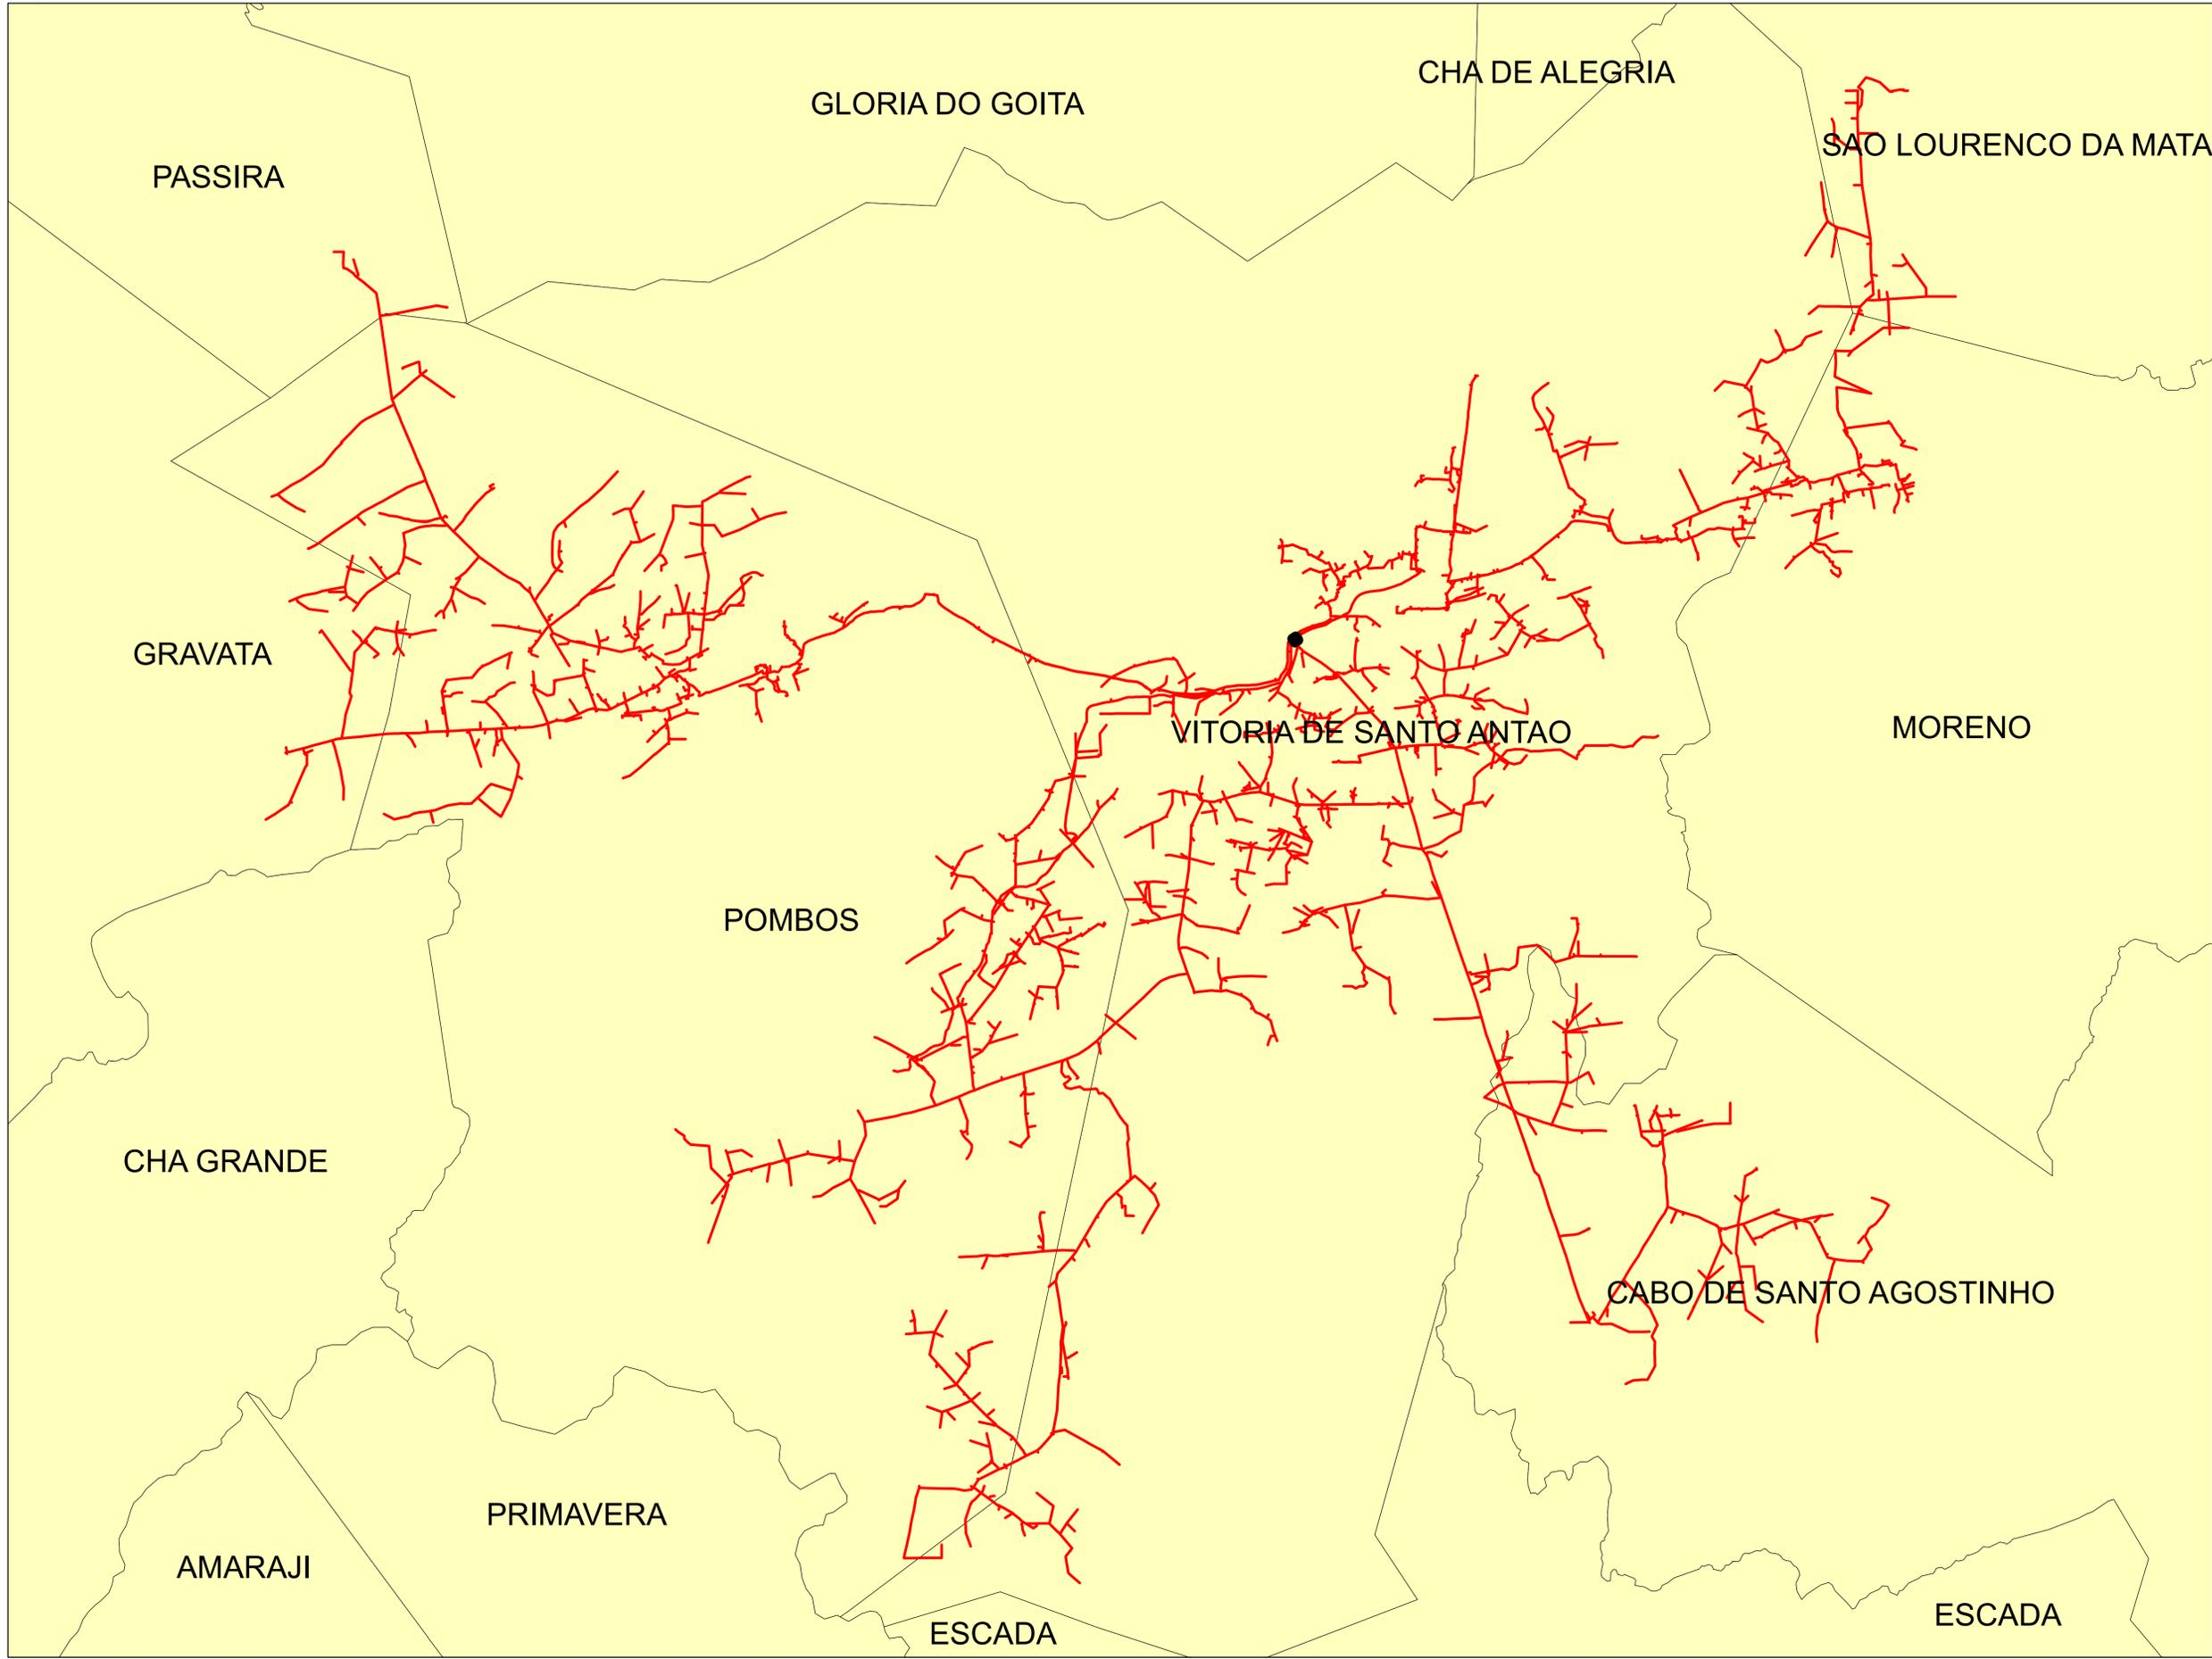 CHA DE ALEGRIA
GLORIA DO GOITA
SAO LOURENCO DA MATA
PASSIRA
GRAVATA
MORENO
VITORIA DE SANTO ANTAO
POMBOS
CHA GRANDE
CABO DE SANTO AGOSTINHO
PRIMAVERA
AMARAJI
ESCADA
ESCADA